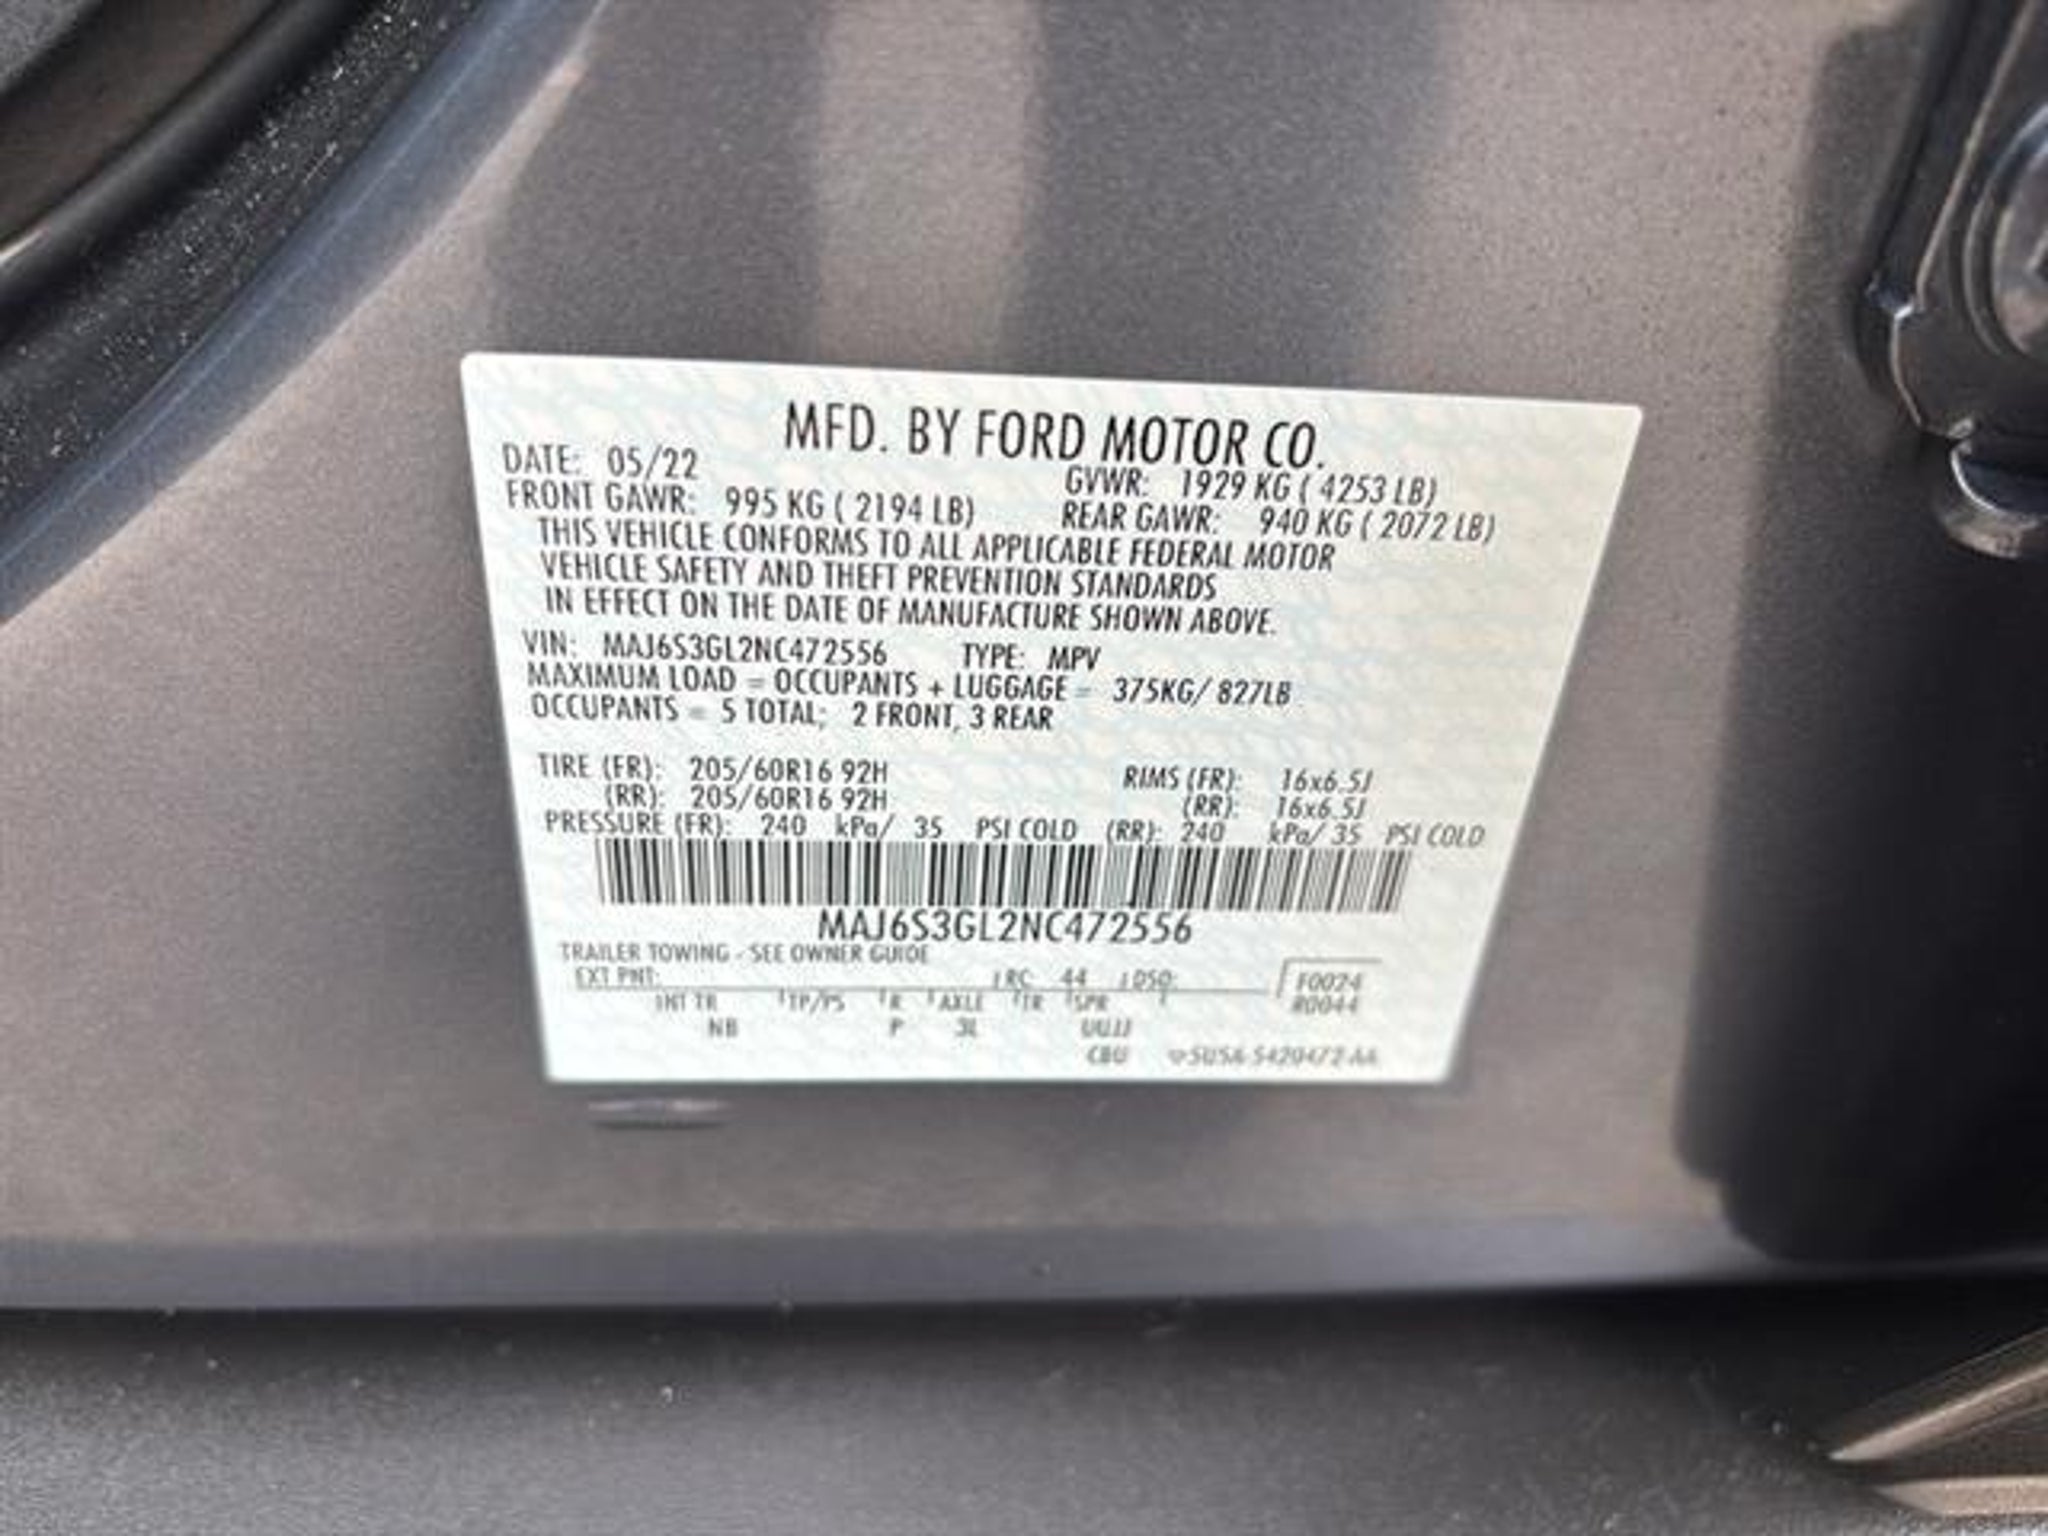 MFD. BY FORD MOTOR CO.
DATE: 05/22 GVWR: 1929 KG ( 4253 LB)
FRONT GAWR: 995 KG ( 2194 LB) REAR GAWR: 940 KG ( 2072 LB)
THIS VEHICLE CONFORMS TO ALL APPLICABLE FEDERAL MOTOR
VEHICLE SAFETY AND THEFT PREVENTION STANDARDS
IN EFFECT ON THE DATE OF MANUFACTURE SHOWN ABOVE.
VIN: MAJ6S3GL2NC472556 TYPE: MPV
MAXIMUM LOAD = OCCUPANTS + LUGGAGE = 375KG/ 827LB
OCCUPANTS = 5 TOTAL; 2 FRONT, 3 REAR
TIRE (FR): 205/60R16 92H RIMS (FR): 16x6.5J
(RR): 205/60R16 92H (RR): 16x6.5J
PRESSURE (FR): 240 kPa/ 35 PSI COLD (RR): 240 kPa/ 35 PSI COLD
MAJ6S3GL2NC472556
TRAILER TOWING - SEE OWNER GUIDE
EXT PNT: RC 44 DSO: F0024
INT TR TP/PS R AXLE TR SPR R0044
NB P 3L UUJJ
CBU